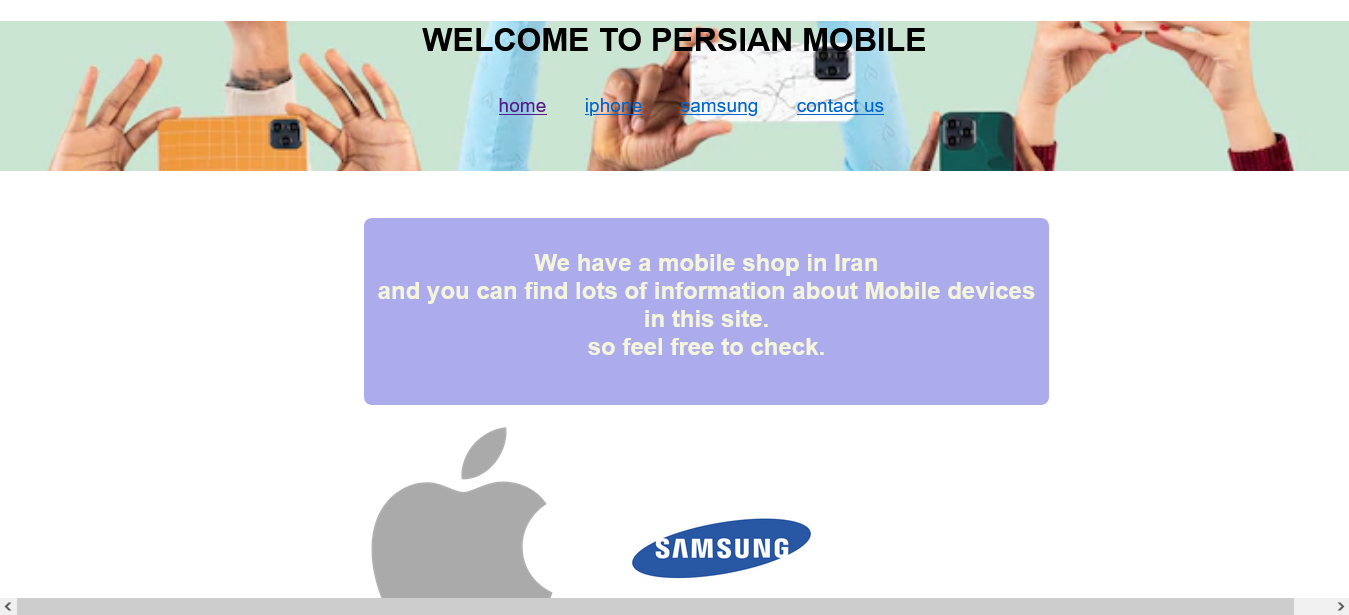 WELCOME TO PERSIAN MOBILE
home iphone samsung contact us
We have a mobile shop in Iran
and you can find lots of information about Mobile devices
in this site.
so feel free to check.
SAMSUNG